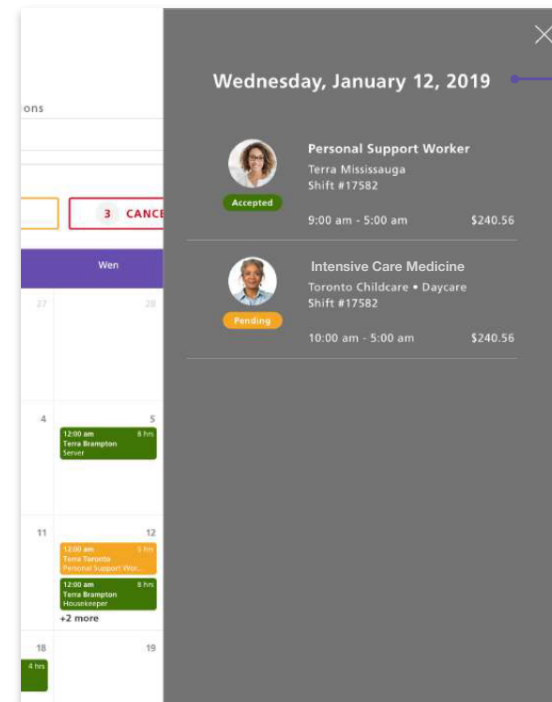 ons
3 CANCE
Wen
27 28
4 5
12:00 am 8 hrs
Terra Brampton
Server
11 12
12:00 am 5 hrs
Terra Toronto
Personal Support Wor...
12:00 am 8 hrs
Terra Brampton
Housekeeper
+2 more
18 19
4 hrs
Wednesday, January 12, 2019
Personal Support Worker
Terra Mississauga
Shift #17582
Accepted
9:00 am - 5:00 am $240.56
Intensive Care Medicine
Toronto Childcare • Daycare
Shift #17582
Pending
10:00 am - 5:00 am $240.56